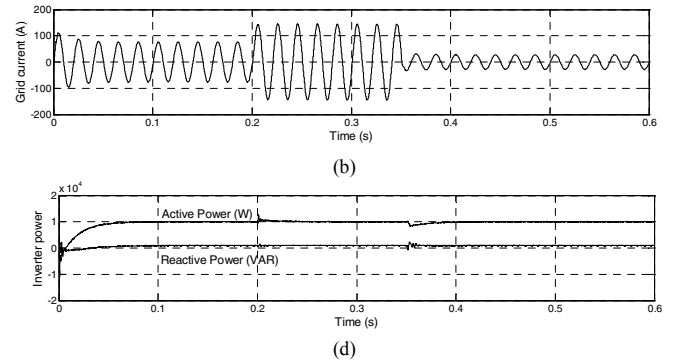 200
100
0
-100
-200
Grid current (A)
0 0.1 0.2 0.3 0.4 0.5 0.6
Time (s)
(b)
x 10^4
2
1
0
-1
-2
Inverter power
Active Power (W)
Reactive Power (VAR)
0 0.1 0.2 0.3 0.4 0.5 0.6
Time (s)
(d)